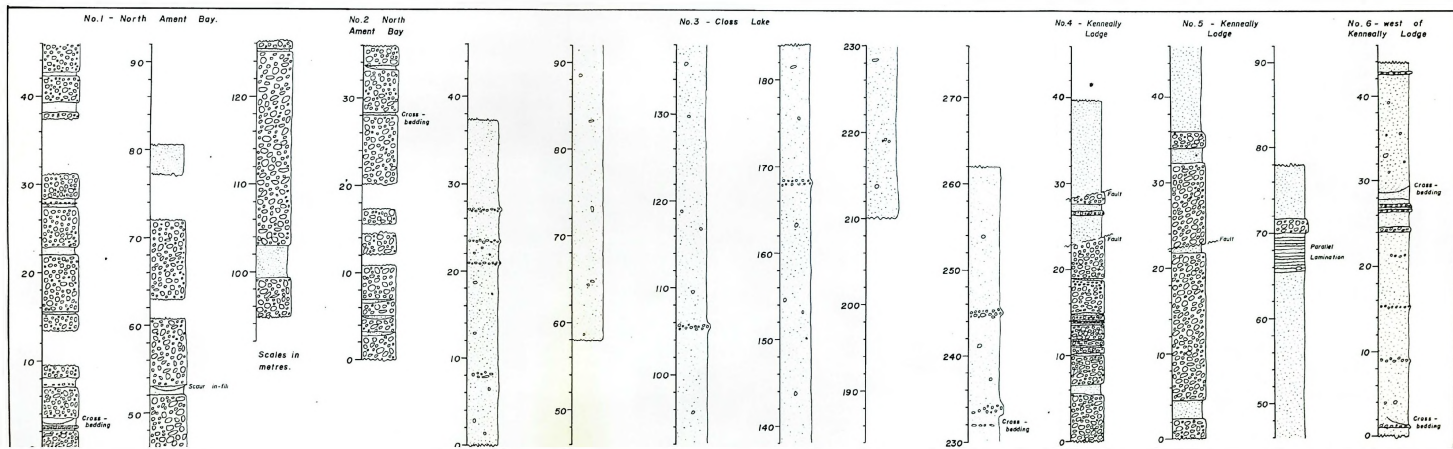 No.1 - North Ament Bay.
40
30
20
10
Cross-
bedding
90
80
70
60
Scour in-fill
50
120
110
100
Scales in
metres.
No.2 North
Ament Bay
30
Cross-
bedding
20
10
0
No.3 - Closs Lake
40
30
20
10
0
90
80
70
60
50
130
120
110
100
180
170
160
150
140
230
220
210
200
190
270
260
250
240
230
Cross-
bedding
No.4 - Kenneally
Lodge
40
30
Fault
Fault
20
10
0
No.5 - Kenneally
Lodge
40
30
Fault
20
10
0
90
80
70
Parallel
Lamination
60
50
No. 6 - west of
Kenneally Lodge
40
30
Cross-
bedding
20
10
Cross-
bedding
0